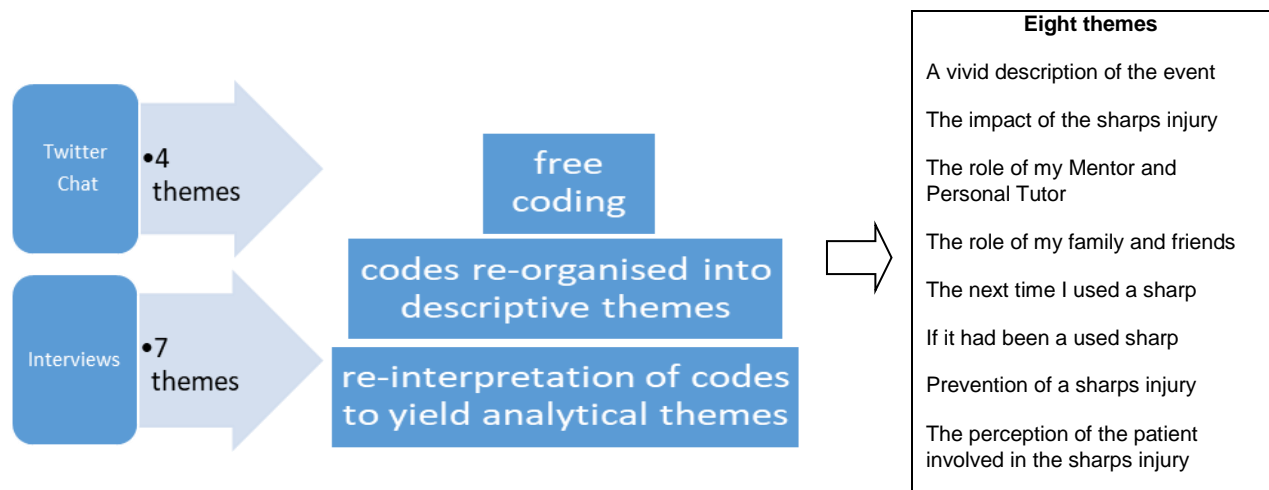 Twitter
Chat
•4
themes
Interviews
•7
themes
free
coding
codes re-organised into
descriptive themes
re-interpretation of codes
to yield analytical themes
Eight themes
A vivid description of the event
The impact of the sharps injury
The role of my Mentor and
Personal Tutor
The role of my family and friends
The next time I used a sharp
If it had been a used sharp
Prevention of a sharps injury
The perception of the patient
involved in the sharps injury